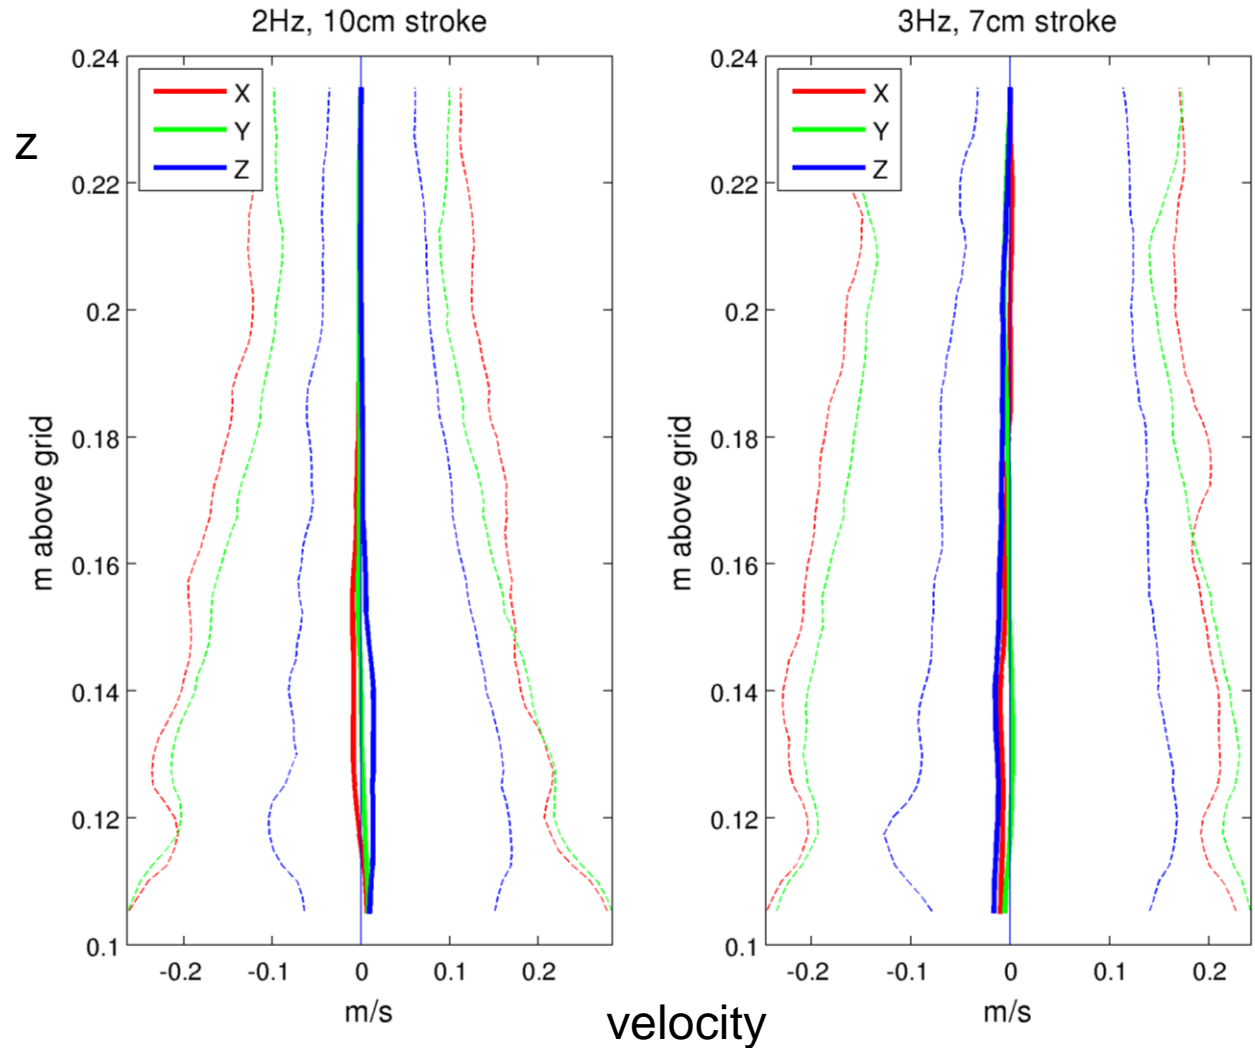 2Hz, 10cm stroke
0.24
0.22
0.2
0.18
0.16
0.14
0.12
0.1
X
Y
Z
z
m above grid
-0.2 -0.1 0 0.1 0.2
m/s
3Hz, 7cm stroke
0.24
0.22
0.2
0.18
0.16
0.14
0.12
0.1
X
Y
Z
m above grid
-0.2 -0.1 0 0.1 0.2
m/s
velocity